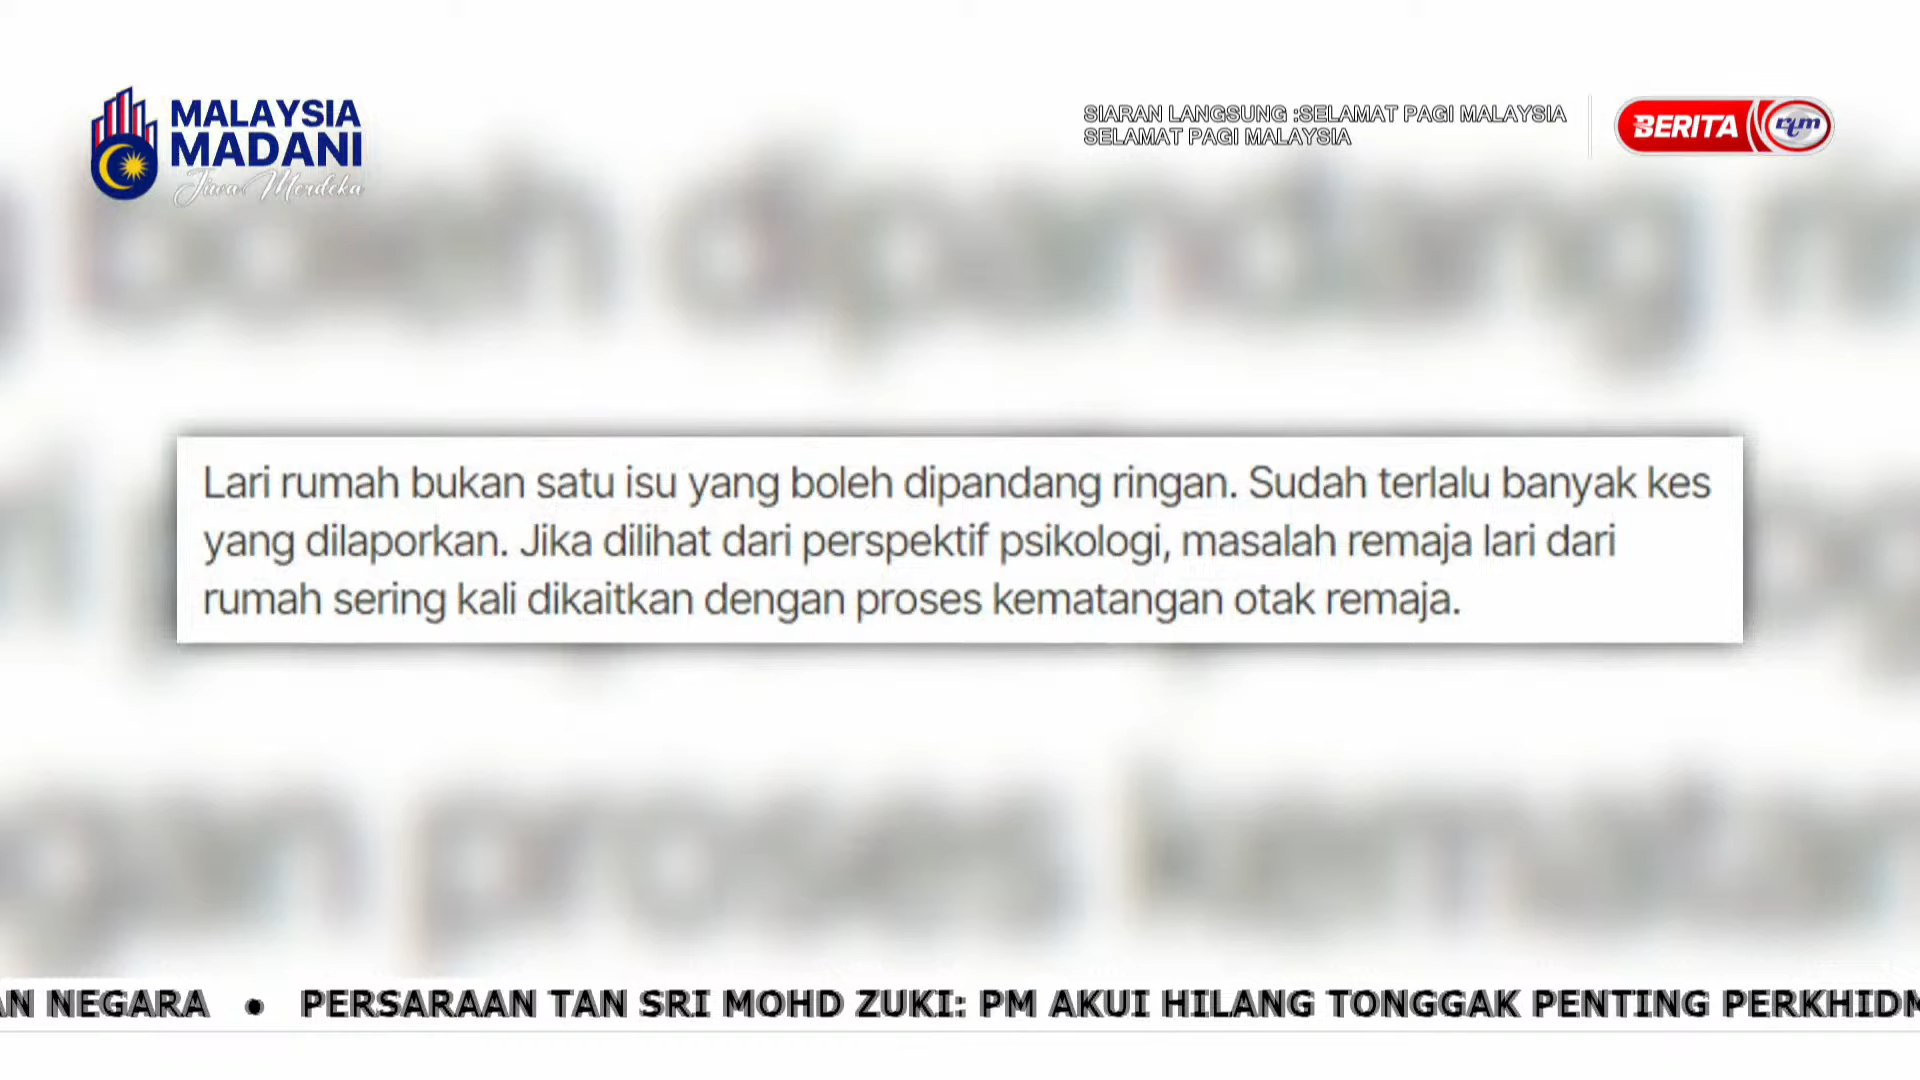 MALAYSIA
MADANI
Jiwa Merdeka
SIARAN LANGSUNG :SELAMAT PAGI MALAYSIA
SELAMAT PAGI MALAYSIA
BERITA rtm
Lari rumah bukan satu isu yang boleh dipandang ringan. Sudah terlalu banyak kes
yang dilaporkan. Jika dilihat dari perspektif psikologi, masalah remaja lari dari
rumah sering kali dikaitkan dengan proses kematangan otak remaja.
AN NEGARA • PERSARAAN TAN SRI MOHD ZUKI: PM AKUI HILANG TONGGAK PENTING PERKHIDM